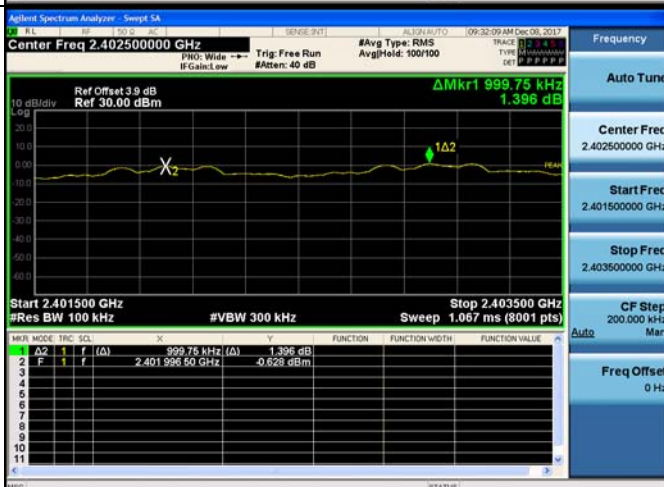 Agilent Spectrum Analyzer - Swept SA
RL RF 50 Ω AC SENSE:INT ALIGN AUTO 09:32:09 AM Dec 08, 2017
Center Freq 2.402500000 GHz
PNO: Wide
IFGain:Low
Trig: Free Run
#Atten: 40 dB
#Avg Type: RMS
Avg|Hold: 100/100
TRACE 1 2 3 4 5
TYPE
DET P P P P P P
Ref Offset 3.9 dB
Ref 30.00 dBm
10 dB/div
Log
ΔMkr1 999.75 kHz
1.396 dB
20.0
10.0
0.00
-10.0
-20.0
-30.0
-40.0
-50.0
-60.0
X2
1Δ2
PEAK
Start 2.401500 GHz
Stop 2.403500 GHz
#Res BW 100 kHz
#VBW 300 kHz
Sweep 1.067 ms (8001 pts)
MKR MODE TRC SCL X Y FUNCTION FUNCTION WIDTH FUNCTION VALUE
1 Δ2 1 f (Δ) 999.75 kHz (Δ) 1.396 dB
2 F 1 f 2.401 996 50 GHz -0.628 dBm
3
4
5
6
7
8
9
10
11
MSG
STATUS
Frequency
Auto Tune
Center Freq
2.402500000 GHz
Start Freq
2.401500000 GHz
Stop Freq
2.403500000 GHz
CF Step
200.000 kHz
Auto Man
Freq Offset
0 Hz